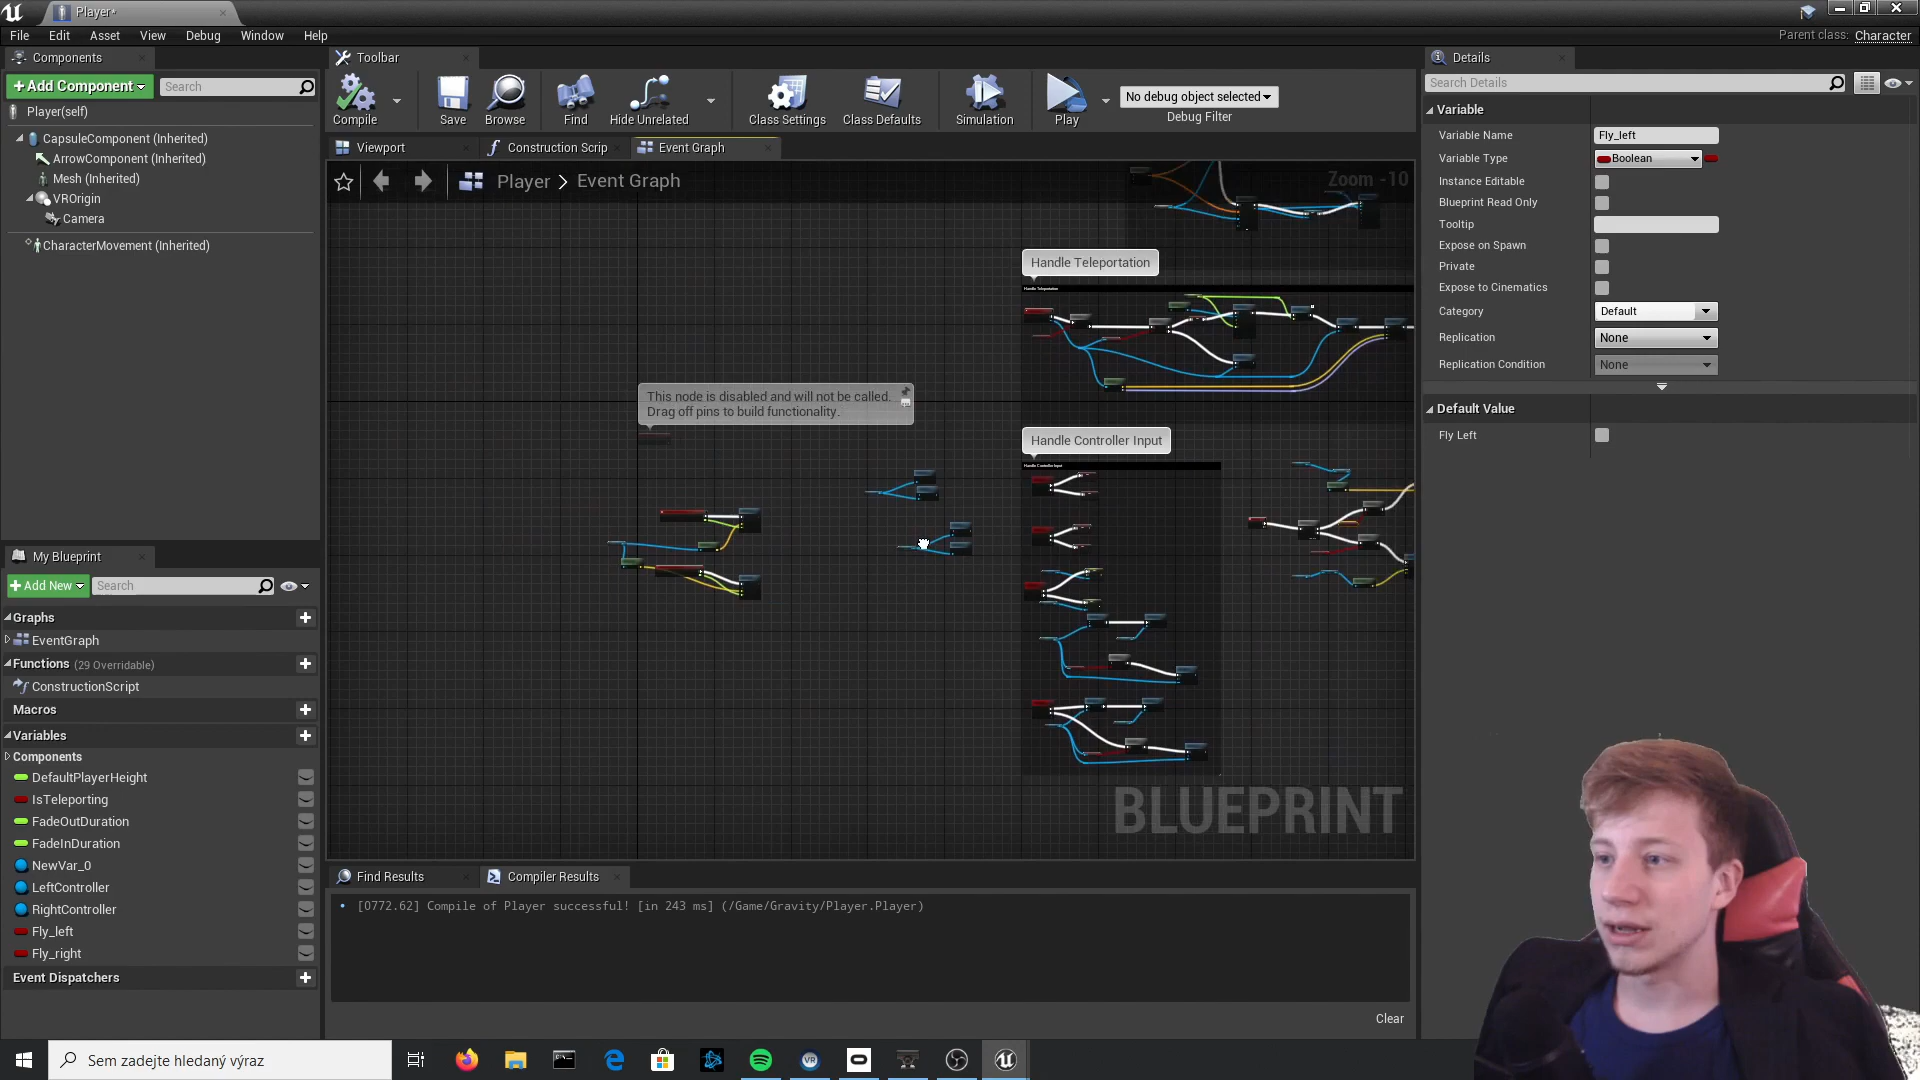 Player*
File Edit Asset View Debug Window Help
Parent class: Character
Components
Toolbar
Details
+Add Component
Search
Search Details
Compile
Save
Browse
Find
Hide Unrelated
Class Settings
Class Defaults
Simulation
Play
No debug object selected
Debug Filter
Player(self)
CapsuleComponent (Inherited)
ArrowComponent (Inherited)
Mesh (Inherited)
VROrigin
Camera
CharacterMovement (Inherited)
Viewport
Construction Scrip
Event Graph
Player > Event Graph
Zoom -10
Handle Teleportation
Handle Teleportation
This node is disabled and will not be called.
Drag off pins to build functionality.
Handle Controller Input
Handle Controller Input
BLUEPRINT
Variable
Variable Name Fly_left
Variable Type Boolean
Instance Editable
Blueprint Read Only
Tooltip
Expose on Spawn
Private
Expose to Cinematics
Category Default
Replication None
Replication Condition None
Default Value
Fly Left
My Blueprint
+Add New
Search
Graphs
EventGraph
Functions (29 Overridable)
ConstructionScript
Macros
Variables
Components
DefaultPlayerHeight
IsTeleporting
FadeOutDuration
FadeInDuration
NewVar_0
LeftController
RightController
Fly_left
Fly_right
Event Dispatchers
Find Results
Compiler Results
[0772.62] Compile of Player successful! [in 243 ms] (/Game/Gravity/Player.Player)
Clear
Sem zadejte hledaný výraz